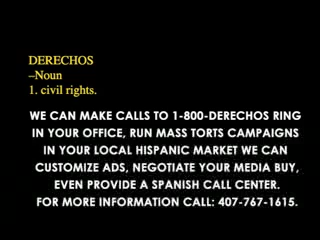 DERECHOS
–Noun
1. civil rights.
WE CAN MAKE CALLS TO 1-800-DERECHOS RING
IN YOUR OFFICE, RUN MASS TORTS CAMPAIGNS
IN YOUR LOCAL HISPANIC MARKET WE CAN
CUSTOMIZE ADS, NEGOTIATE YOUR MEDIA BUY,
EVEN PROVIDE A SPANISH CALL CENTER.
FOR MORE INFORMATION CALL: 407-767-1615.